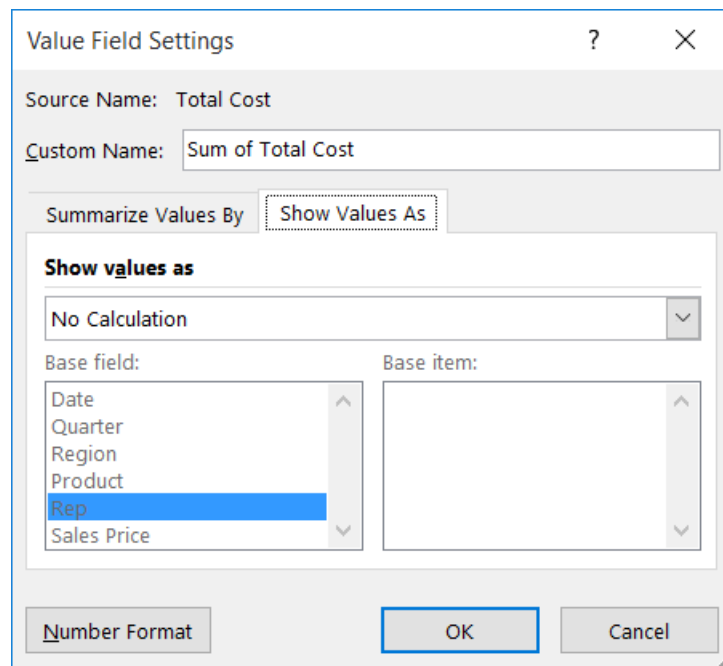 Value Field Settings ?
Source Name: Total Cost
Custom Name: Sum of Total Cost
Summarize Values By Show Values As
Show values as
No Calculation
Base field: Base item:
Date
Quarter
Region
Product
Rep
Sales Price
Number Format OK Cancel